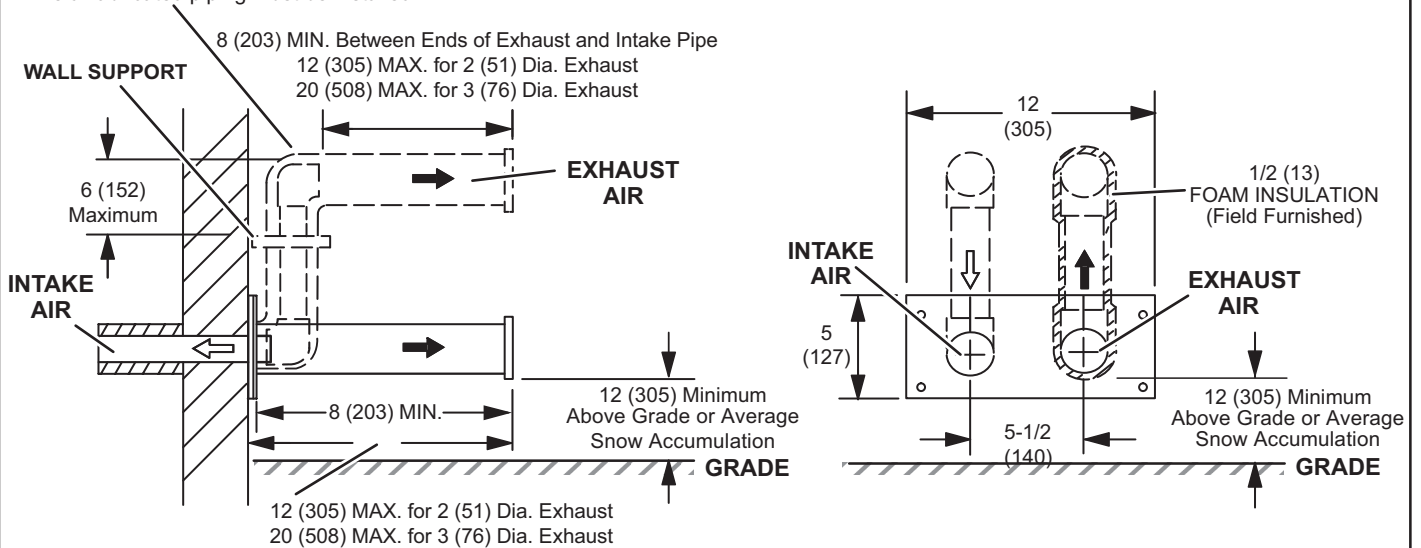 8 (203) MIN. Between Ends of Exhaust and Intake Pipe
12 (305) MAX. for 2 (51) Dia. Exhaust
20 (508) MAX. for 3 (76) Dia. Exhaust
WALL SUPPORT
6 (152)
Maximum
EXHAUST
AIR
INTAKE
AIR
8 (203) MIN.
12 (305) Minimum
Above Grade or Average
Snow Accumulation
GRADE
12 (305) MAX. for 2 (51) Dia. Exhaust
20 (508) MAX. for 3 (76) Dia. Exhaust
12
(305)
1/2 (13)
FOAM INSULATION
(Field Furnished)
INTAKE
AIR
EXHAUST
AIR
5
(127)
5-1/2
(140)
12 (305) Minimum
Above Grade or Average
Snow Accumulation
GRADE